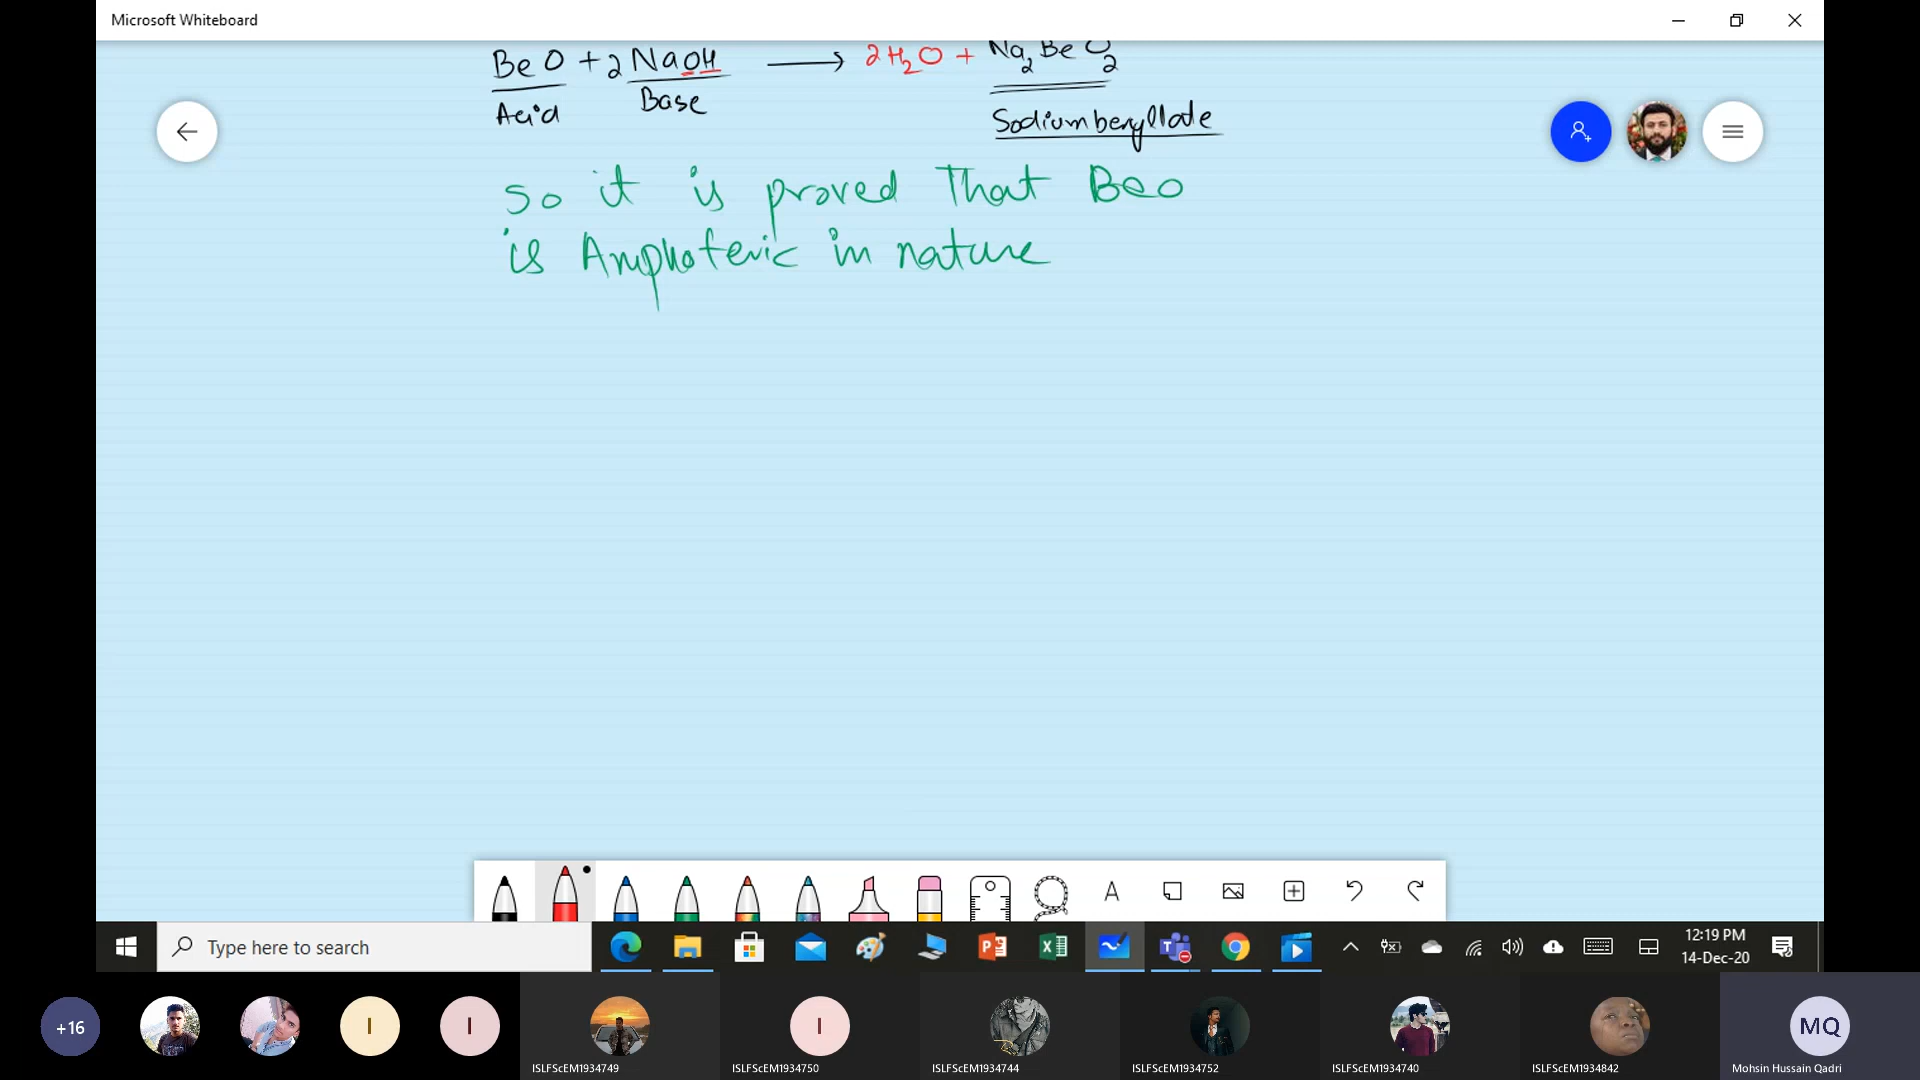 Microsoft Whiteboard
BeO + 2NaOH ⟶ 2H₂O + Na₂BeO₂
Acid Base
Sodiumberyllate
so it is proved That Beo
is Amphoteric in nature
A
Type here to search
12:19 PM
14-Dec-20
+16
I
I
I
MQ
ISLFScEM1934749
ISLFScEM1934750
ISLFScEM1934744
ISLFScEM1934752
ISLFScEM1934740
ISLFScEM1934842
Mohsin Hussain Qadri